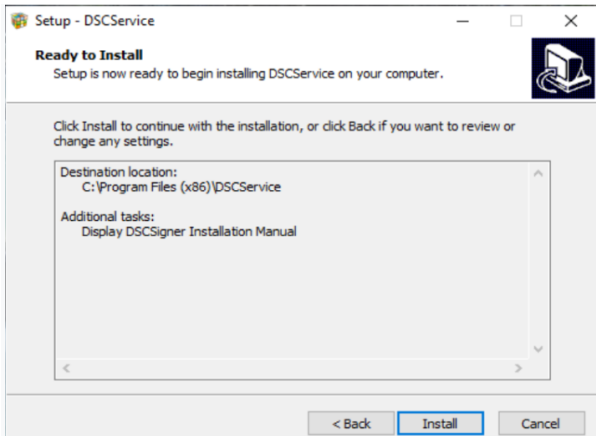 Setup - DSCService
Ready to Install
Setup is now ready to begin installing DSCService on your computer.
Click Install to continue with the installation, or click Back if you want to review or
change any settings.
Destination location:
C:\Program Files (x86)\DSCService
Additional tasks:
Display DSCSigner Installation Manual
< Back
Install
Cancel